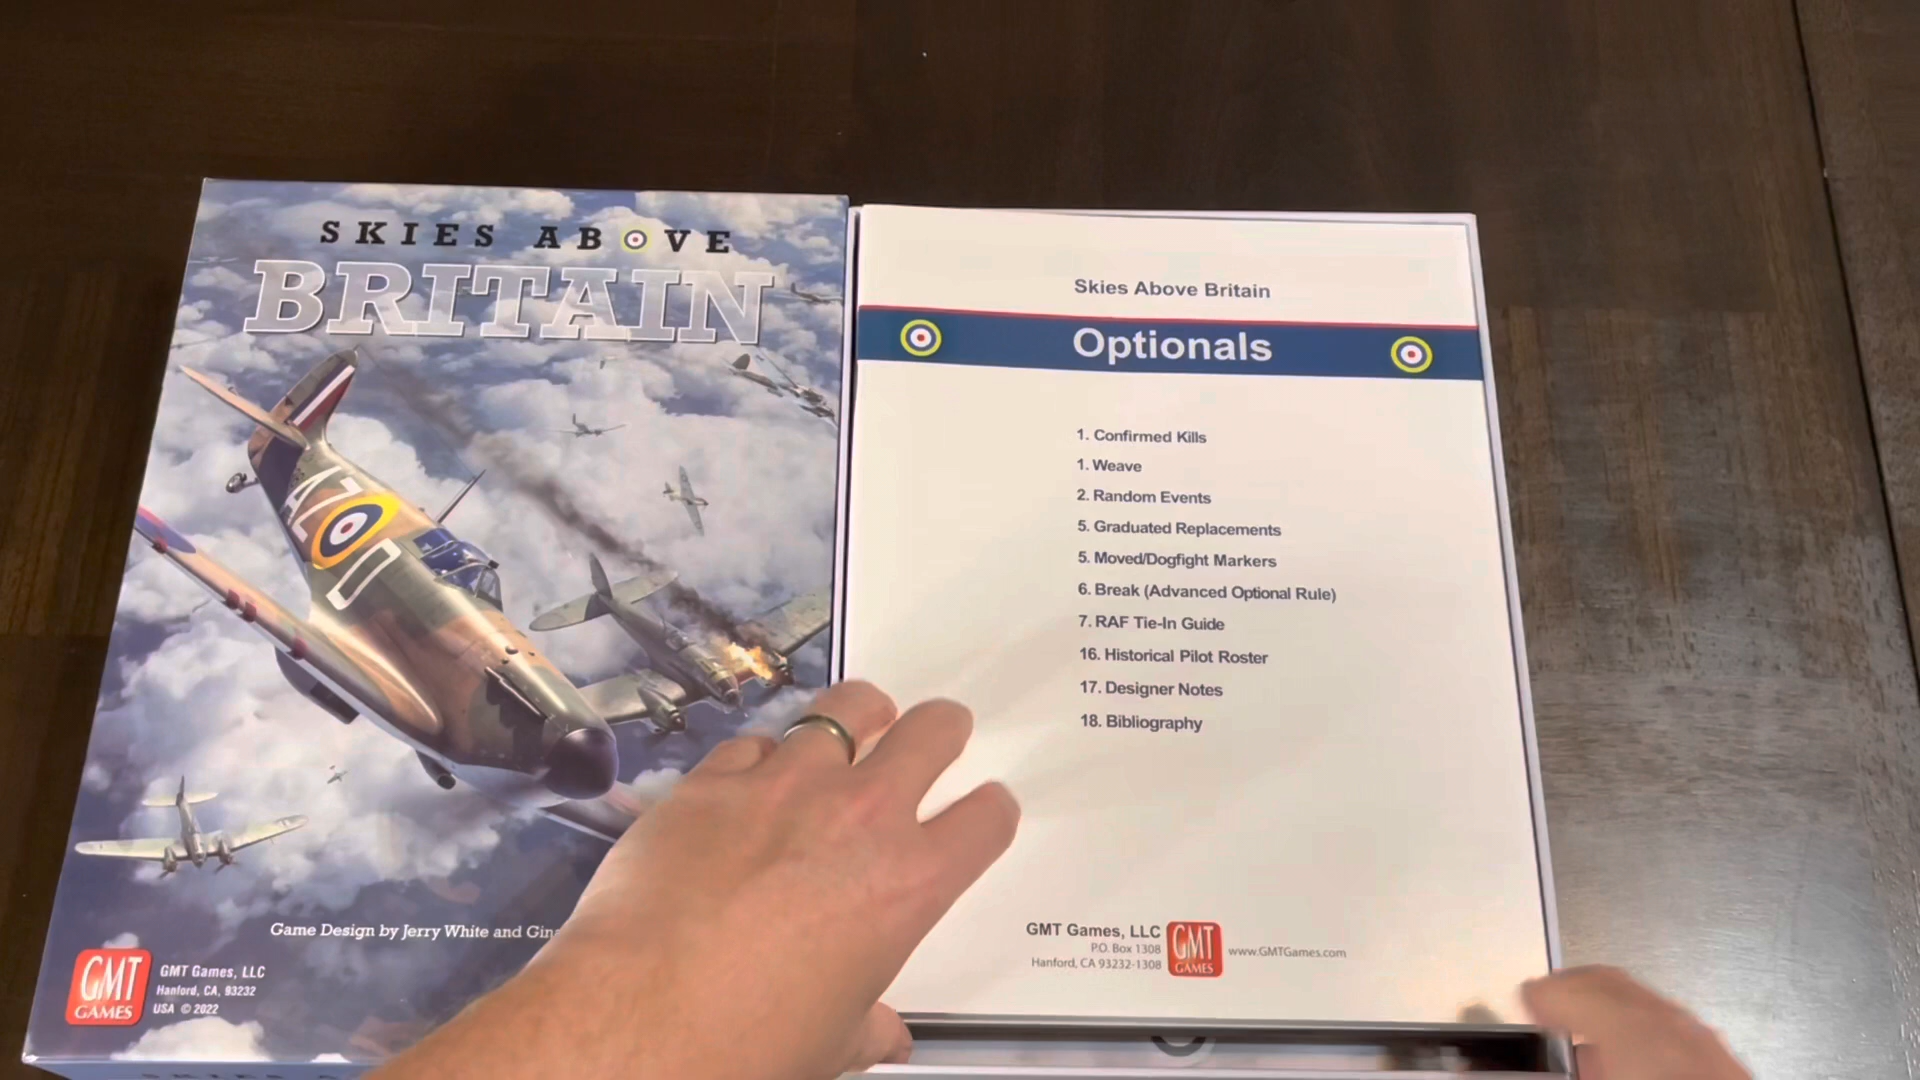 SKIES ABOVE
BRITAIN
AZ
Game Design by Jerry White and
GMT
GAMES
GMT Games, LLC
Hanford, CA, 93232
USA © 2022
Skies Above Britain
Optionals
1. Confirmed Kills
1. Weave
2. Random Events
5. Graduated Replacements
5. Moved/Dogfight Markers
6. Break (Advanced Optional Rule)
7. RAF Tie-In Guide
16. Historical Pilot Roster
17. Designer Notes
18. Bibliography
GMT Games, LLC
P.O. Box 1308
Hanford, CA 93232-1308
GMT
GAMES
www.GMTGames.com